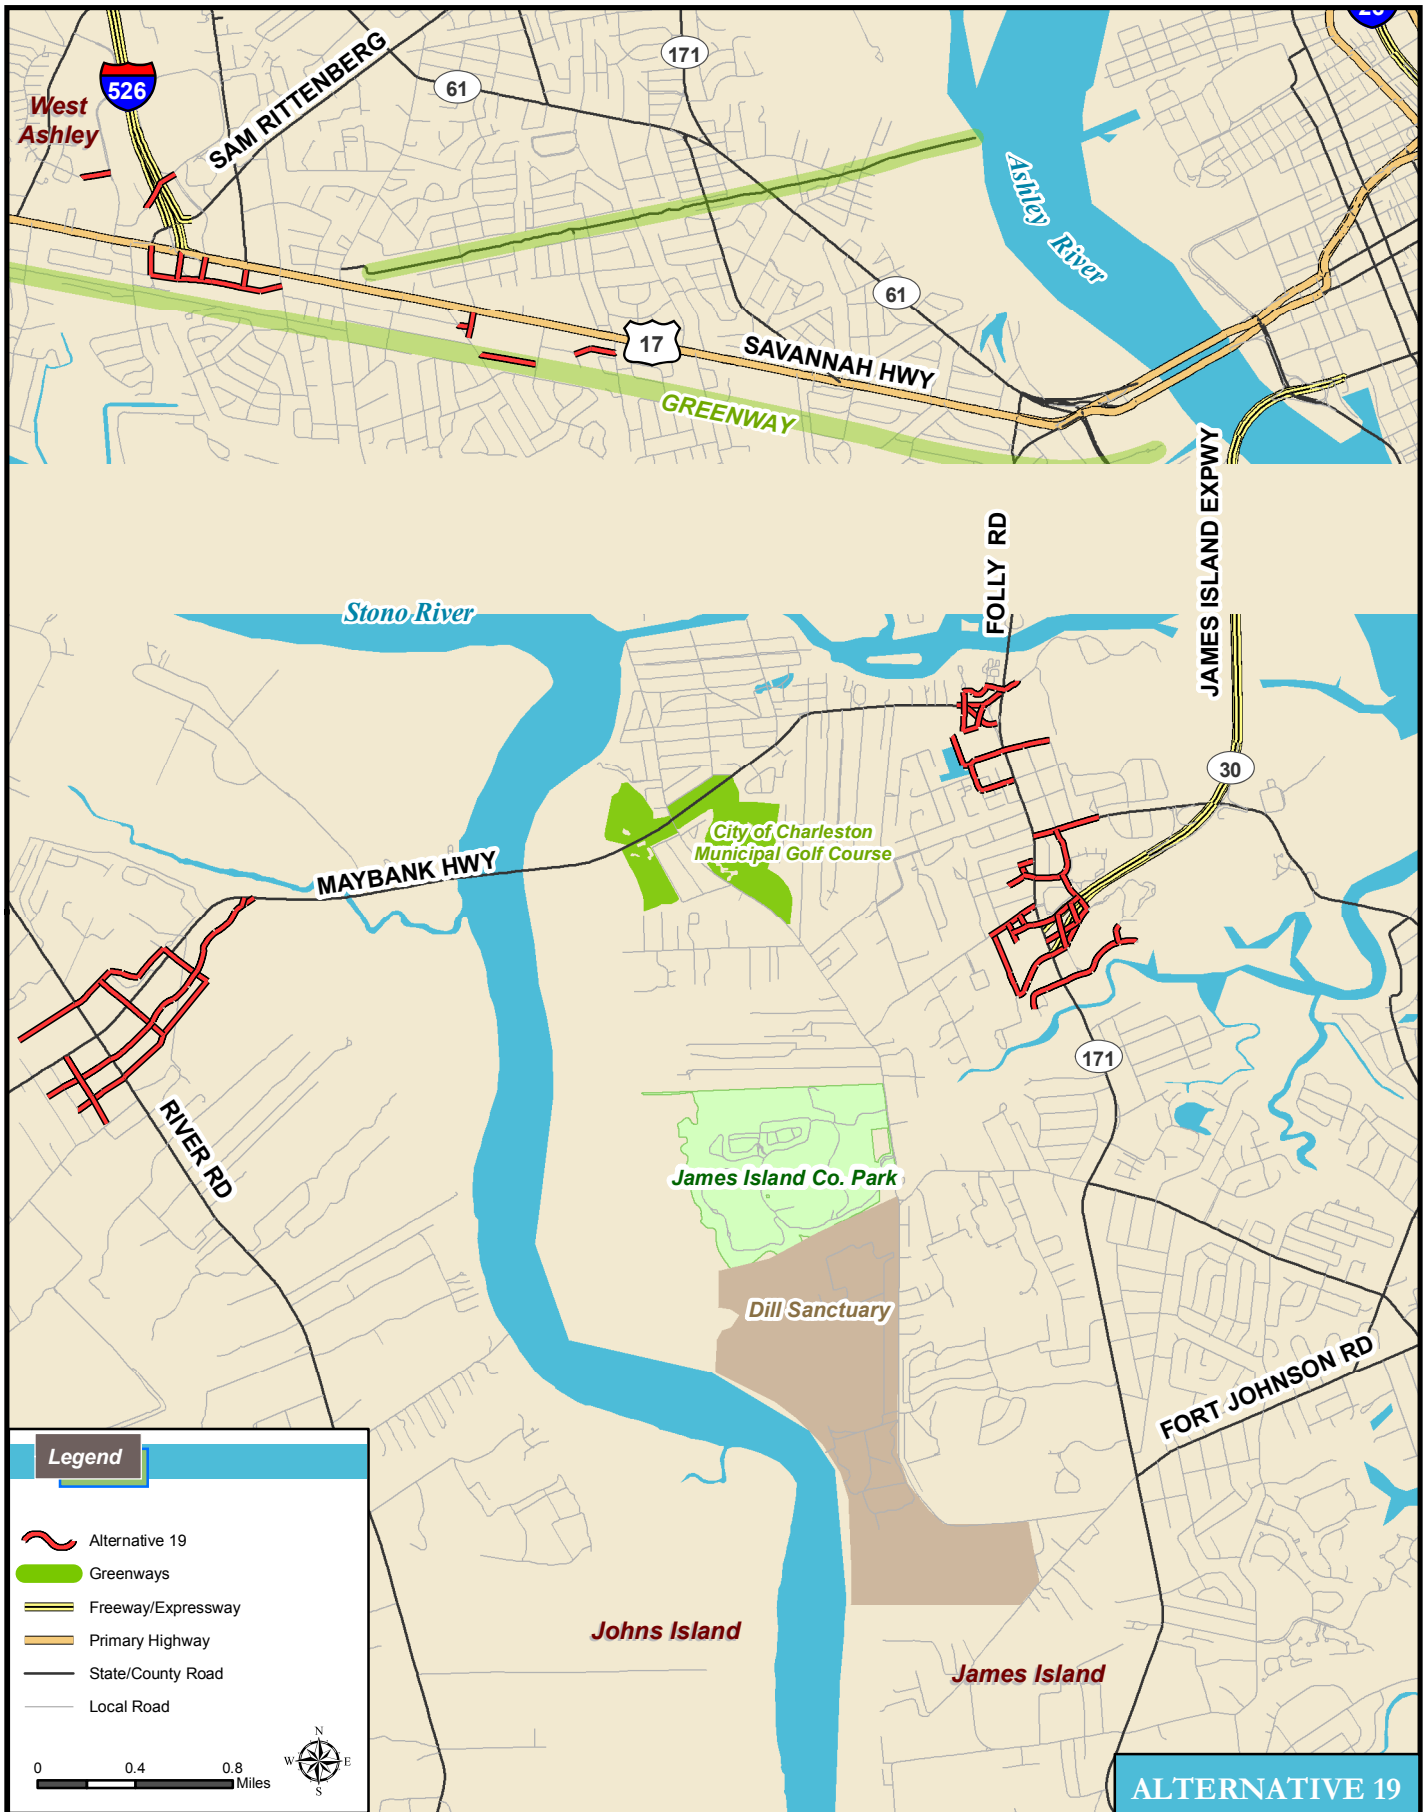 26
171
526
SAM RITTENBERG
61
West
Ashley
Ashley River
61
17
SAVANNAH HWY
GREENWAY
JAMES ISLAND EXPWY
FOLLY RD
Stono River
30
City of Charleston
Municipal Golf Course
MAYBANK HWY
171
RIVER RD
James Island Co. Park
Dill Sanctuary
FORT JOHNSON RD
Legend
Alternative 19
Greenways
Freeway/Expressway
Primary Highway
State/County Road
Local Road
0 0.4 0.8
Miles
N
W E
S
Johns Island
James Island
ALTERNATIVE 19